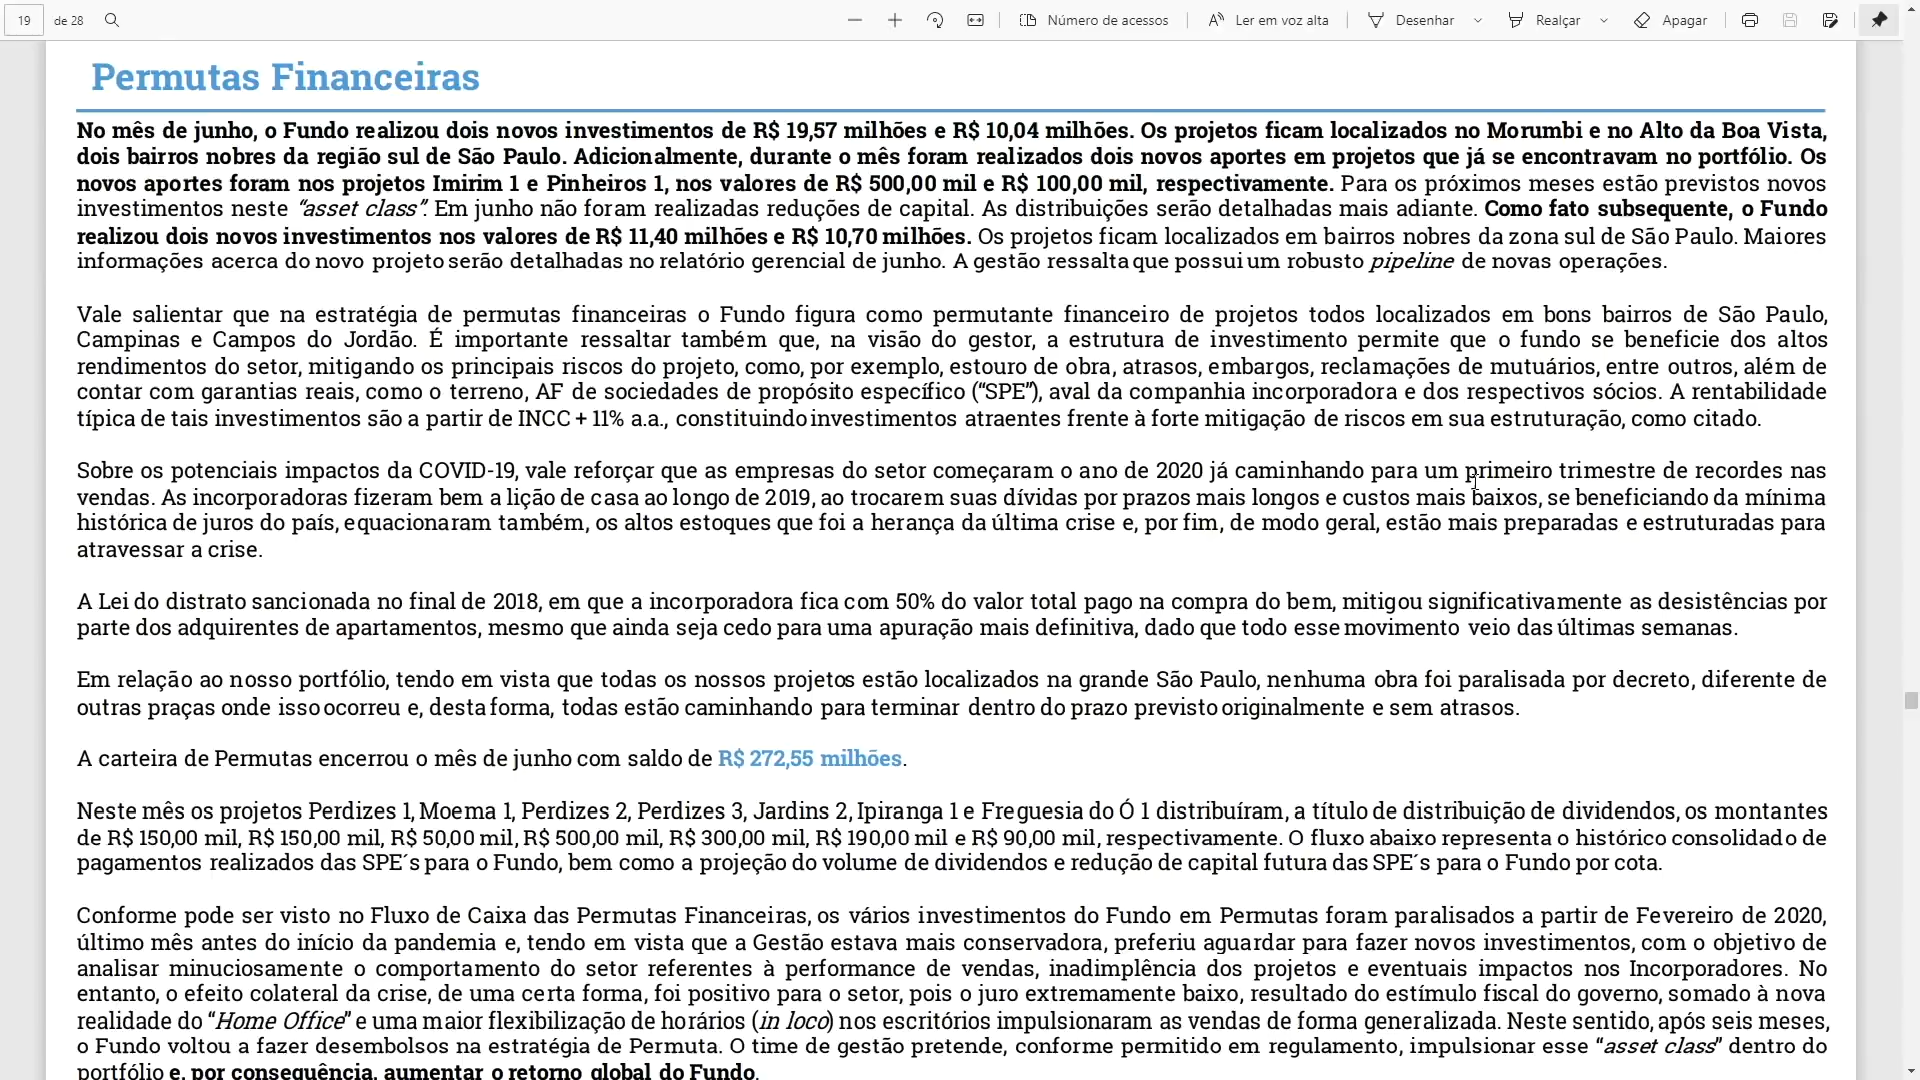 19 de 28 Número de acessos Ler em voz alta Desenhar Realçar Apagar
Permutas Financeiras
No mês de junho, o Fundo realizou dois novos investimentos de R$ 19,57 milhões e R$ 10,04 milhões. Os projetos ficam localizados no Morumbi e no Alto da Boa Vista,
dois bairros nobres da região sul de São Paulo. Adicionalmente, durante o mês foram realizados dois novos aportes em projetos que já se encontravam no portfólio. Os
novos aportes foram nos projetos Imirim 1 e Pinheiros 1, nos valores de R$ 500,00 mil e R$ 100,00 mil, respectivamente. Para os próximos meses estão previstos novos
investimentos neste “asset class”. Em junho não foram realizadas reduções de capital. As distribuições serão detalhadas mais adiante. Como fato subsequente, o Fundo
realizou dois novos investimentos nos valores de R$ 11,40 milhões e R$ 10,70 milhões. Os projetos ficam localizados em bairros nobres da zona sul de São Paulo. Maiores
informações acerca do novo projeto serão detalhadas no relatório gerencial de junho. A gestão ressalta que possui um robusto pipeline de novas operações.
Vale salientar que na estratégia de permutas financeiras o Fundo figura como permutante financeiro de projetos todos localizados em bons bairros de São Paulo,
Campinas e Campos do Jordão. É importante ressaltar também que, na visão do gestor, a estrutura de investimento permite que o fundo se beneficie dos altos
rendimentos do setor, mitigando os principais riscos do projeto, como, por exemplo, estouro de obra, atrasos, embargos, reclamações de mutuários, entre outros, além de
contar com garantias reais, como o terreno, AF de sociedades de propósito específico (“SPE”), aval da companhia incorporadora e dos respectivos sócios. A rentabilidade
típica de tais investimentos são a partir de INCC + 11% a.a., constituindo investimentos atraentes frente à forte mitigação de riscos em sua estruturação, como citado.
Sobre os potenciais impactos da COVID-19, vale reforçar que as empresas do setor começaram o ano de 2020 já caminhando para um primeiro trimestre de recordes nas
vendas. As incorporadoras fizeram bem a lição de casa ao longo de 2019, ao trocarem suas dívidas por prazos mais longos e custos mais baixos, se beneficiando da mínima
histórica de juros do país, equacionaram também, os altos estoques que foi a herança da última crise e, por fim, de modo geral, estão mais preparadas e estruturadas para
atravessar a crise.
A Lei do distrato sancionada no final de 2018, em que a incorporadora fica com 50% do valor total pago na compra do bem, mitigou significativamente as desistências por
parte dos adquirentes de apartamentos, mesmo que ainda seja cedo para uma apuração mais definitiva, dado que todo esse movimento veio das últimas semanas.
Em relação ao nosso portfólio, tendo em vista que todas os nossos projetos estão localizados na grande São Paulo, nenhuma obra foi paralisada por decreto, diferente de
outras praças onde isso ocorreu e, desta forma, todas estão caminhando para terminar dentro do prazo previsto originalmente e sem atrasos.
A carteira de Permutas encerrou o mês de junho com saldo de R$ 272,55 milhões.
Neste mês os projetos Perdizes 1, Moema 1, Perdizes 2, Perdizes 3, Jardins 2, Ipiranga 1 e Freguesia do Ó 1 distribuíram, a título de distribuição de dividendos, os montantes
de R$ 150,00 mil, R$ 150,00 mil, R$ 50,00 mil, R$ 500,00 mil, R$ 300,00 mil, R$ 190,00 mil e R$ 90,00 mil, respectivamente. O fluxo abaixo representa o histórico consolidado de
pagamentos realizados das SPE´s para o Fundo, bem como a projeção do volume de dividendos e redução de capital futura das SPE´s para o Fundo por cota.
Conforme pode ser visto no Fluxo de Caixa das Permutas Financeiras, os vários investimentos do Fundo em Permutas foram paralisados a partir de Fevereiro de 2020,
último mês antes do início da pandemia e, tendo em vista que a Gestão estava mais conservadora, preferiu aguardar para fazer novos investimentos, com o objetivo de
analisar minuciosamente o comportamento do setor referentes à performance de vendas, inadimplência dos projetos e eventuais impactos nos Incorporadores. No
entanto, o efeito colateral da crise, de uma certa forma, foi positivo para o setor, pois o juro extremamente baixo, resultado do estímulo fiscal do governo, somado à nova
realidade do “Home Office” e uma maior flexibilização de horários (in loco) nos escritórios impulsionaram as vendas de forma generalizada. Neste sentido, após seis meses,
o Fundo voltou a fazer desembolsos na estratégia de Permuta. O time de gestão pretende, conforme permitido em regulamento, impulsionar esse “asset class” dentro do
portfólio e, por consequência, aumentar o retorno global do Fundo.